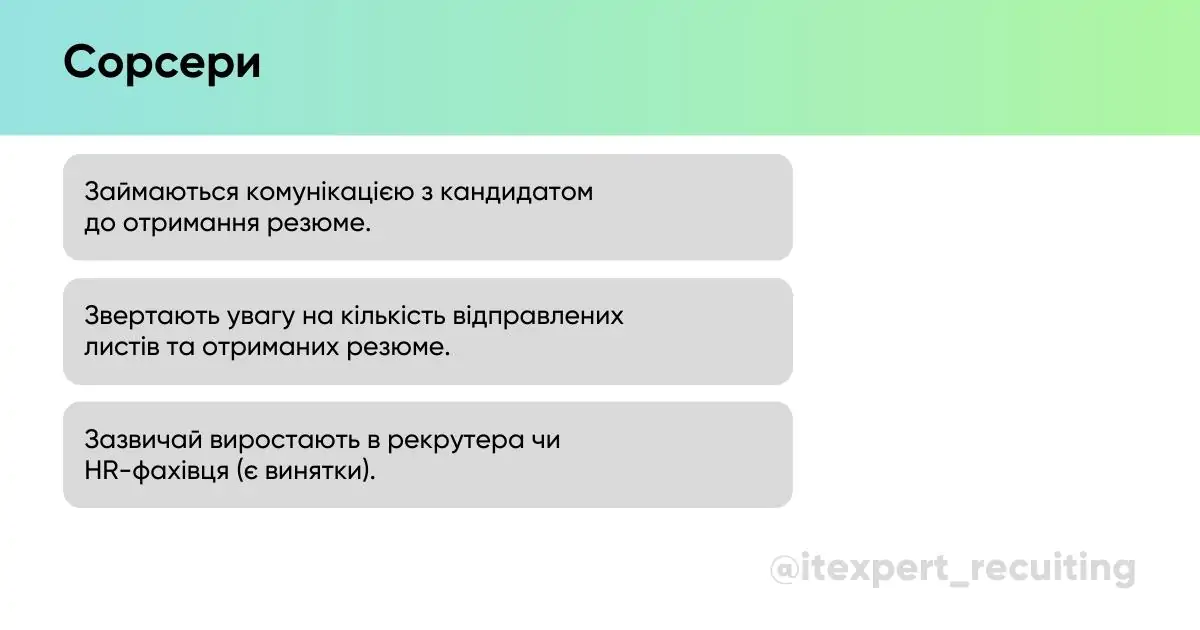 Сорсери
Займаються комунікацією з кандидатом
до отримання резюме.
Звертають увагу на кількість відправлених
листів та отриманих резюме.
Зазвичай виростають в рекрутера чи
HR-фахівця (є винятки).
@itexpert_recuiting